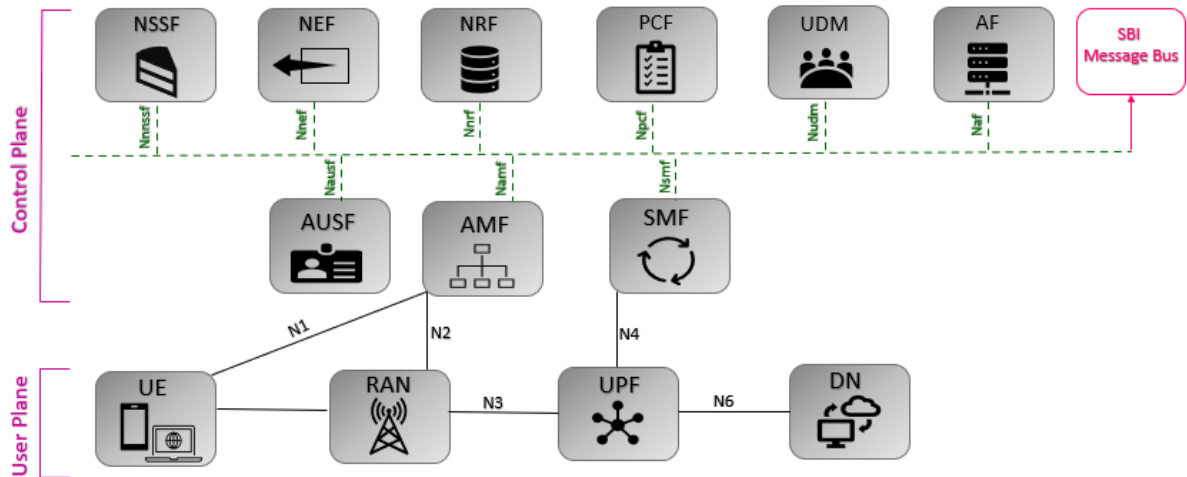 NSSF
NEF
NRF
PCF
UDM
AF
SBI
Message Bus
Nnnssf
Nnef
Nnrf
Npcf
Nudm
Naf
Control Plane
Nausf
Namf
Nsmf
AUSF
AMF
SMF
N1
N2
N4
User Plane
UE
RAN
N3
UPF
N6
DN